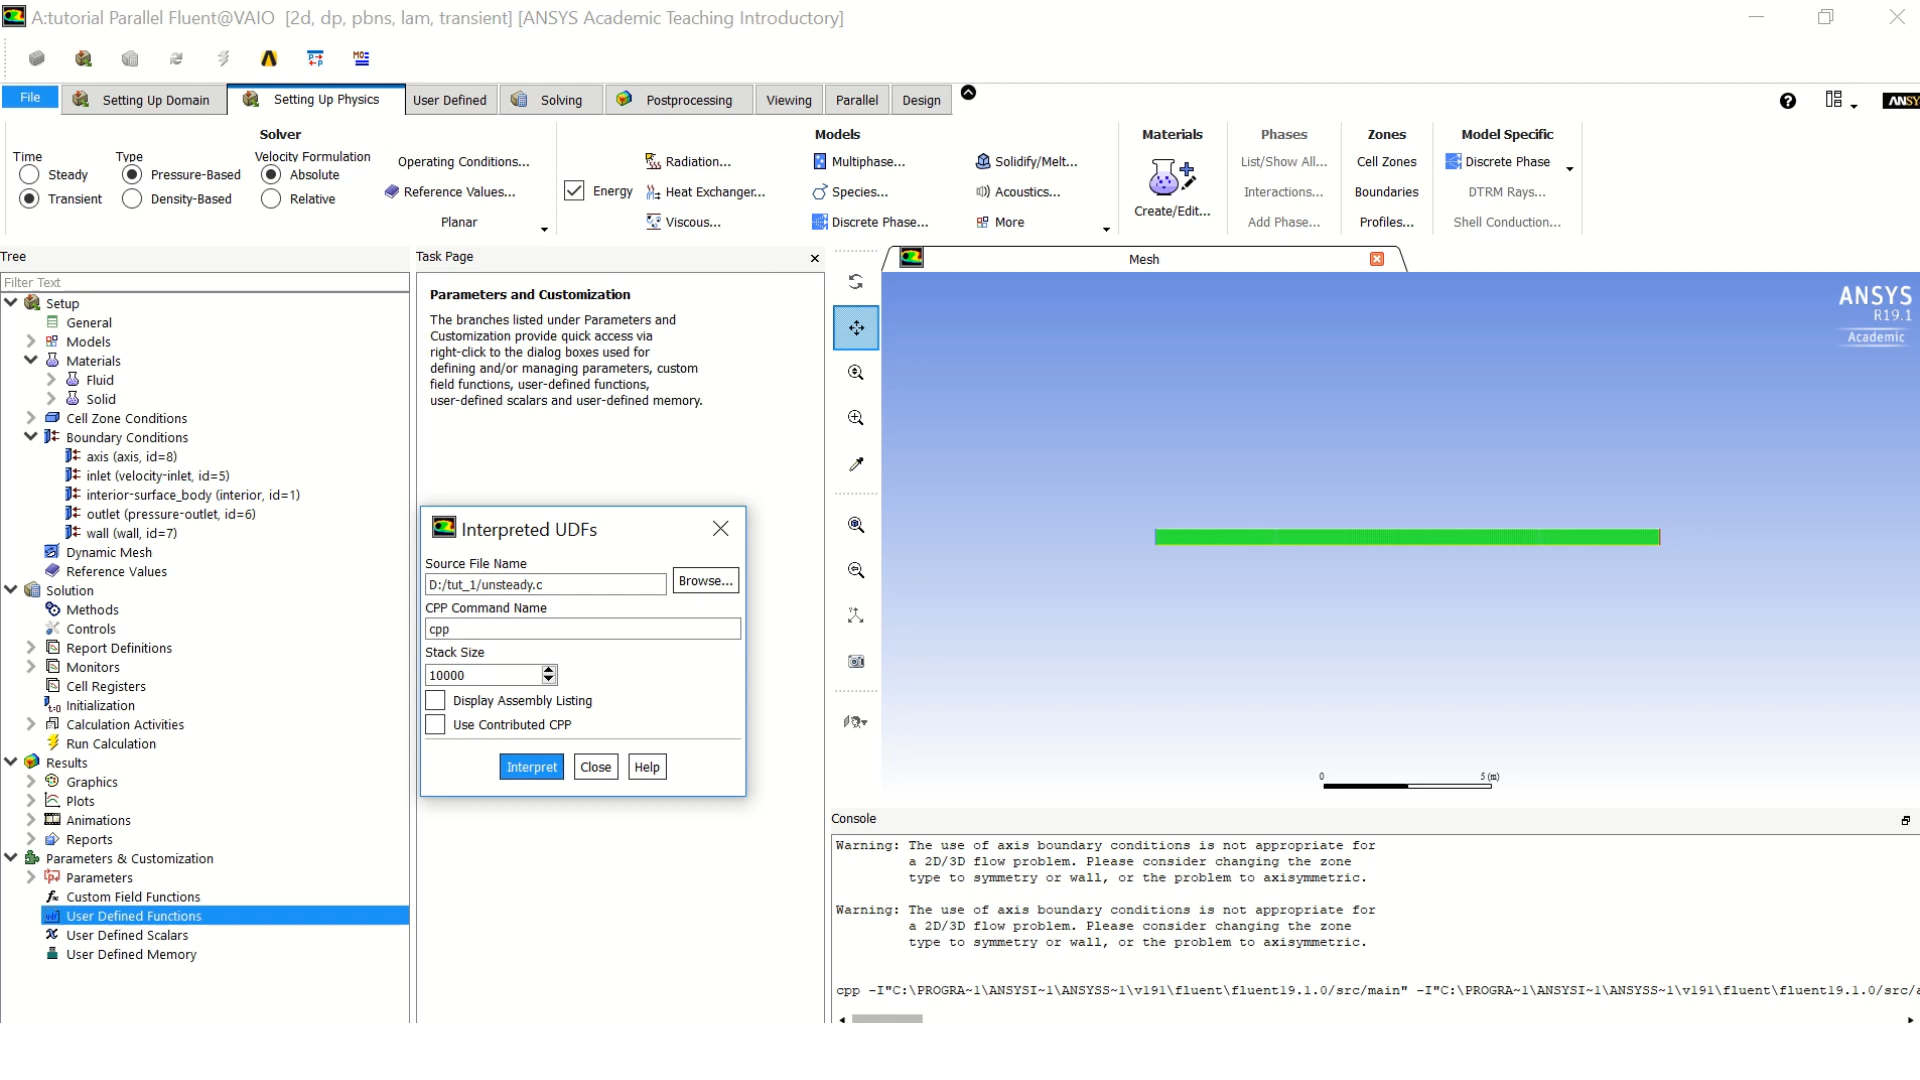 A:tutorial Parallel Fluent@VAIO [2d, dp, pbns, lam, transient] [ANSYS Academic Teaching Introductory]
File
Setting Up Domain
Setting Up Physics
User Defined
Solving
Postprocessing
Viewing
Parallel
Design
ANSY
Solver
Models
Materials
Phases
Zones
Model Specific
Time
Type
Velocity Formulation
Steady
Pressure-Based
Absolute
Transient
Density-Based
Relative
Operating Conditions...
Reference Values...
Planar
Energy
Radiation...
Heat Exchanger...
Viscous...
Multiphase...
Species...
Discrete Phase...
Solidify/Melt...
Acoustics...
More
Create/Edit...
List/Show All...
Interactions...
Add Phase...
Cell Zones
Boundaries
Profiles...
Discrete Phase
DTRM Rays...
Shell Conduction...
Tree
Filter Text
Setup
General
Models
Materials
Fluid
Solid
Cell Zone Conditions
Boundary Conditions
axis (axis, id=8)
inlet (velocity-inlet, id=5)
interior-surface_body (interior, id=1)
outlet (pressure-outlet, id=6)
wall (wall, id=7)
Dynamic Mesh
Reference Values
Solution
Methods
Controls
Report Definitions
Monitors
Cell Registers
Initialization
Calculation Activities
Run Calculation
Results
Graphics
Plots
Animations
Reports
Parameters & Customization
Parameters
Custom Field Functions
User Defined Functions
User Defined Scalars
User Defined Memory
Task Page
Parameters and Customization
The branches listed under Parameters and
Customization provide quick access via
right-click to the dialog boxes used for
defining and/or managing parameters, custom
field functions, user-defined functions,
user-defined scalars and user-defined memory.
Interpreted UDFs
Source File Name
D:/tut_1/unsteady.c
Browse...
CPP Command Name
cpp
Stack Size
10000
Display Assembly Listing
Use Contributed CPP
Interpret
Close
Help
Mesh
ANSYS
R19.1
Academic
0
5 (m)
Console
Warning: The use of axis boundary conditions is not appropriate for
a 2D/3D flow problem. Please consider changing the zone
type to symmetry or wall, or the problem to axisymmetric.
Warning: The use of axis boundary conditions is not appropriate for
a 2D/3D flow problem. Please consider changing the zone
type to symmetry or wall, or the problem to axisymmetric.
cpp -I"C:\PROGRA~1\ANSYSI~1\ANSYSS~1\v191\fluent\fluent19.1.0/src/main" -I"C:\PROGRA~1\ANSYSI~1\ANSYSS~1\v191\fluent\fluent19.1.0/src/